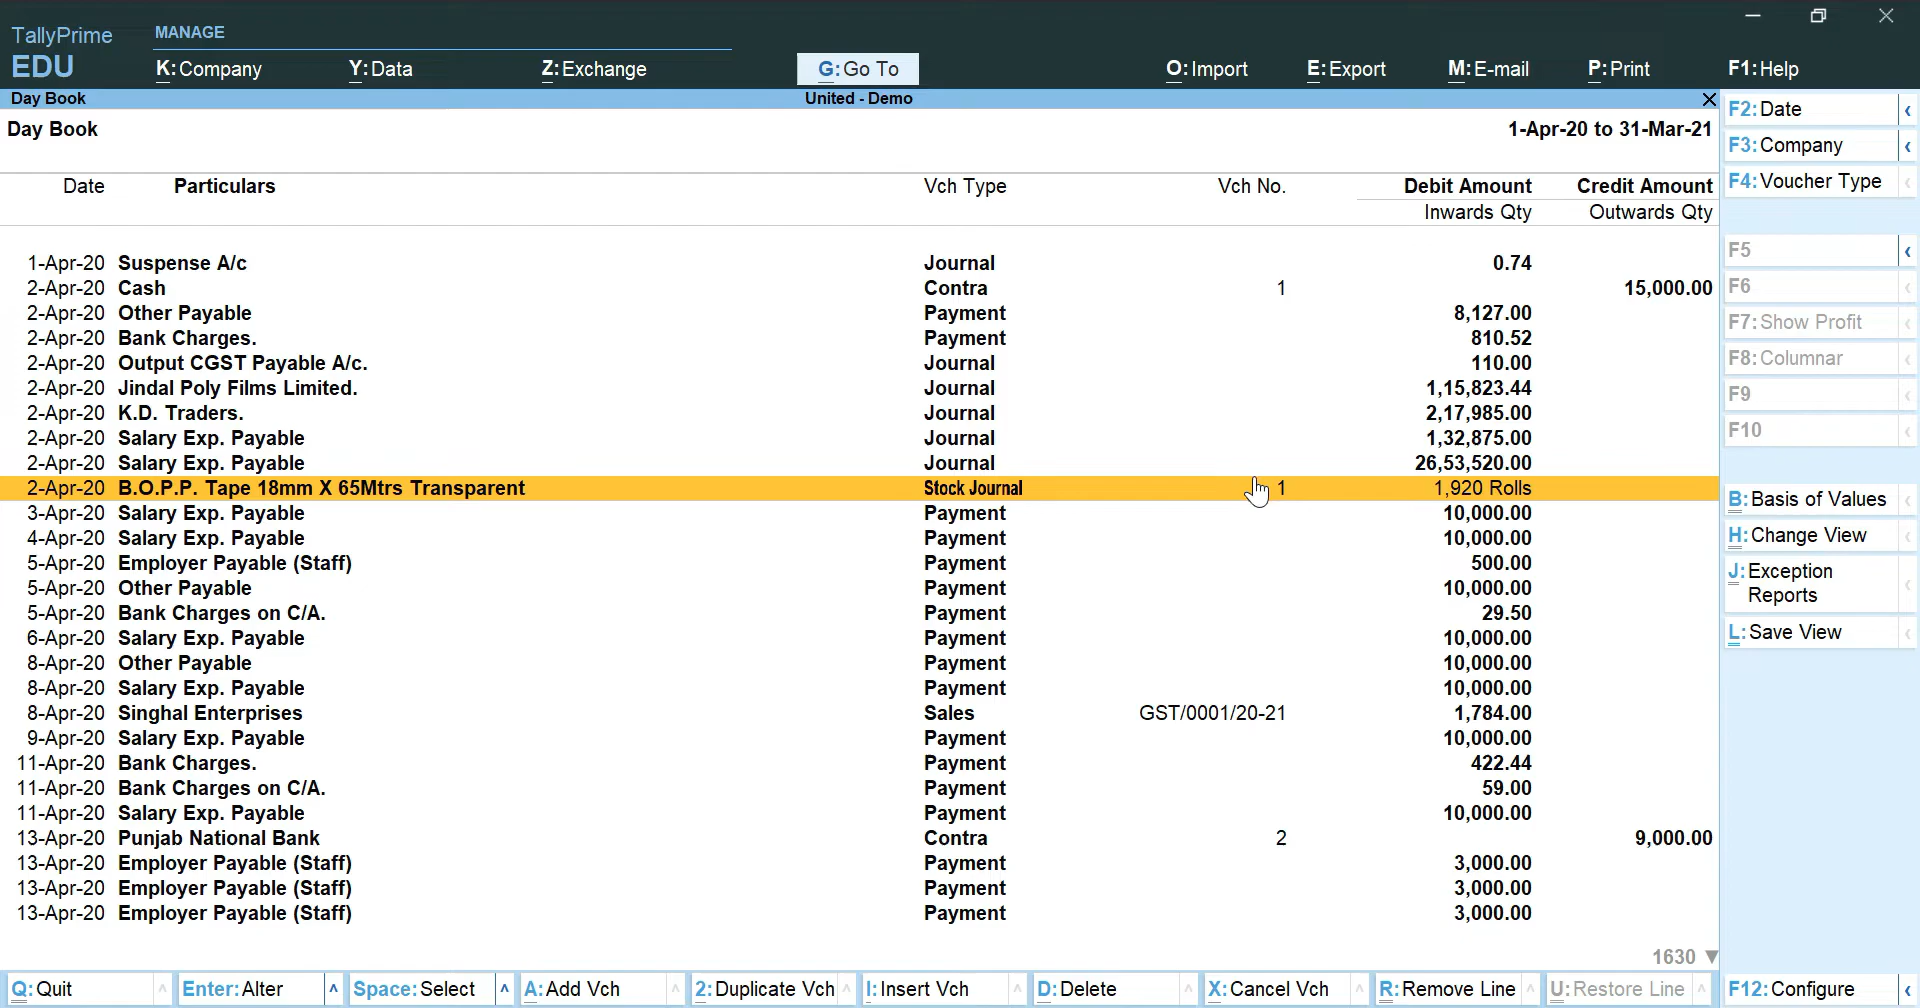 TallyPrime
EDU
MANAGE
K:Company Y:Data Z:Exchange G:Go To O:Import E:Export M:E-mail P:Print F1:Help
Day Book United - Demo
Day Book 1-Apr-20 to 31-Mar-21
Date Particulars Vch Type Vch No. Debit Amount Credit Amount
Inwards Qty Outwards Qty
1-Apr-20 Suspense A/c Journal 0.74
2-Apr-20 Cash Contra 1 15,000.00
2-Apr-20 Other Payable Payment 8,127.00
2-Apr-20 Bank Charges. Payment 810.52
2-Apr-20 Output CGST Payable A/c. Journal 110.00
2-Apr-20 Jindal Poly Films Limited. Journal 1,15,823.44
2-Apr-20 K.D. Traders. Journal 2,17,985.00
2-Apr-20 Salary Exp. Payable Journal 1,32,875.00
2-Apr-20 Salary Exp. Payable Journal 26,53,520.00
2-Apr-20 B.O.P.P. Tape 18mm X 65Mtrs Transparent Stock Journal 1 1,920 Rolls
3-Apr-20 Salary Exp. Payable Payment 10,000.00
4-Apr-20 Salary Exp. Payable Payment 10,000.00
5-Apr-20 Employer Payable (Staff) Payment 500.00
5-Apr-20 Other Payable Payment 10,000.00
5-Apr-20 Bank Charges on C/A. Payment 29.50
6-Apr-20 Salary Exp. Payable Payment 10,000.00
8-Apr-20 Other Payable Payment 10,000.00
8-Apr-20 Salary Exp. Payable Payment 10,000.00
8-Apr-20 Singhal Enterprises Sales GST/0001/20-21 1,784.00
9-Apr-20 Salary Exp. Payable Payment 10,000.00
11-Apr-20 Bank Charges. Payment 422.44
11-Apr-20 Bank Charges on C/A. Payment 59.00
11-Apr-20 Salary Exp. Payable Payment 10,000.00
13-Apr-20 Punjab National Bank Contra 2 9,000.00
13-Apr-20 Employer Payable (Staff) Payment 3,000.00
13-Apr-20 Employer Payable (Staff) Payment 3,000.00
13-Apr-20 Employer Payable (Staff) Payment 3,000.00
1630
F2:Date
F3:Company
F4:Voucher Type
F5
F6
F7:Show Profit
F8:Columnar
F9
F10
B:Basis of Values
H:Change View
J:Exception
Reports
L:Save View
Q:Quit Enter:Alter Space:Select A:Add Vch 2:Duplicate Vch I:Insert Vch D:Delete X:Cancel Vch R:Remove Line U:Restore Line F12:Configure